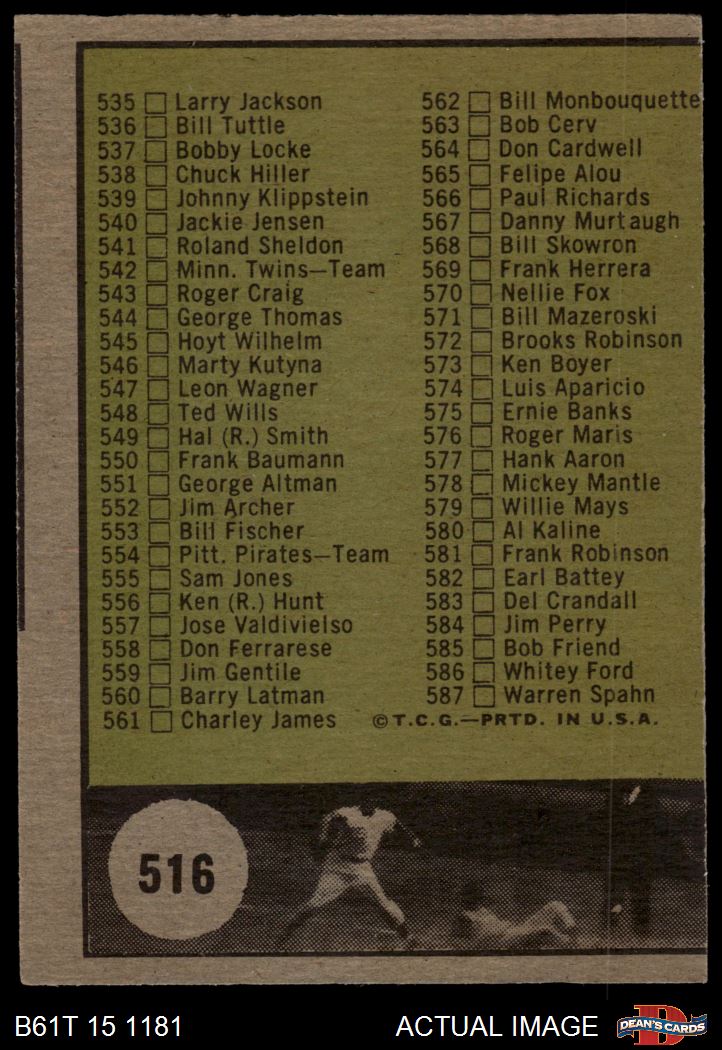 535 Larry Jackson
536 Bill Tuttle
537 Bobby Locke
538 Chuck Hiller
539 Johnny Klippstein
540 Jackie Jensen
541 Roland Sheldon
542 Minn. Twins—Team
543 Roger Craig
544 George Thomas
545 Hoyt Wilhelm
546 Marty Kutyna
547 Leon Wagner
548 Ted Wills
549 Hal (R.) Smith
550 Frank Baumann
551 George Altman
552 Jim Archer
553 Bill Fischer
554 Pitt. Pirates—Team
555 Sam Jones
556 Ken (R.) Hunt
557 Jose Valdivielso
558 Don Ferrarese
559 Jim Gentile
560 Barry Latman
561 Charley James
562 Bill Monbouquette
563 Bob Cerv
564 Don Cardwell
565 Felipe Alou
566 Paul Richards
567 Danny Murtaugh
568 Bill Skowron
569 Frank Herrera
570 Nellie Fox
571 Bill Mazeroski
572 Brooks Robinson
573 Ken Boyer
574 Luis Aparicio
575 Ernie Banks
576 Roger Maris
577 Hank Aaron
578 Mickey Mantle
579 Willie Mays
580 Al Kaline
581 Frank Robinson
582 Earl Battey
583 Del Crandall
584 Jim Perry
585 Bob Friend
586 Whitey Ford
587 Warren Spahn
©T.C.G.—PRTD. IN U.S.A.
516
B61T 15 1181
ACTUAL IMAGE
D
DEAN'S CARDS